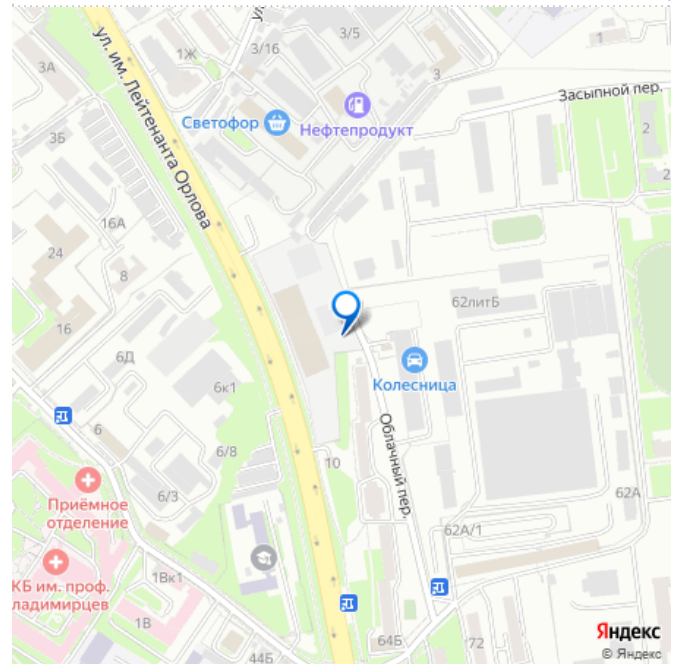 3/5
1Ж
3/16
1
3А
3
ул. им. Лейтенанта Орлова
Засыпной пер.
Светофор
Нефтепродукт
3Б
2
2
16А
24
8
62литБ
16
6Д
Колесница
6к1
6
Облачный пер.
6/8
10
Приёмное
отделение
6/3
62А
62А/1
КБ им. проф.
ладимирцев
1Вк1
1В
64Б
72
44Б
Яндекс
© Яндекс